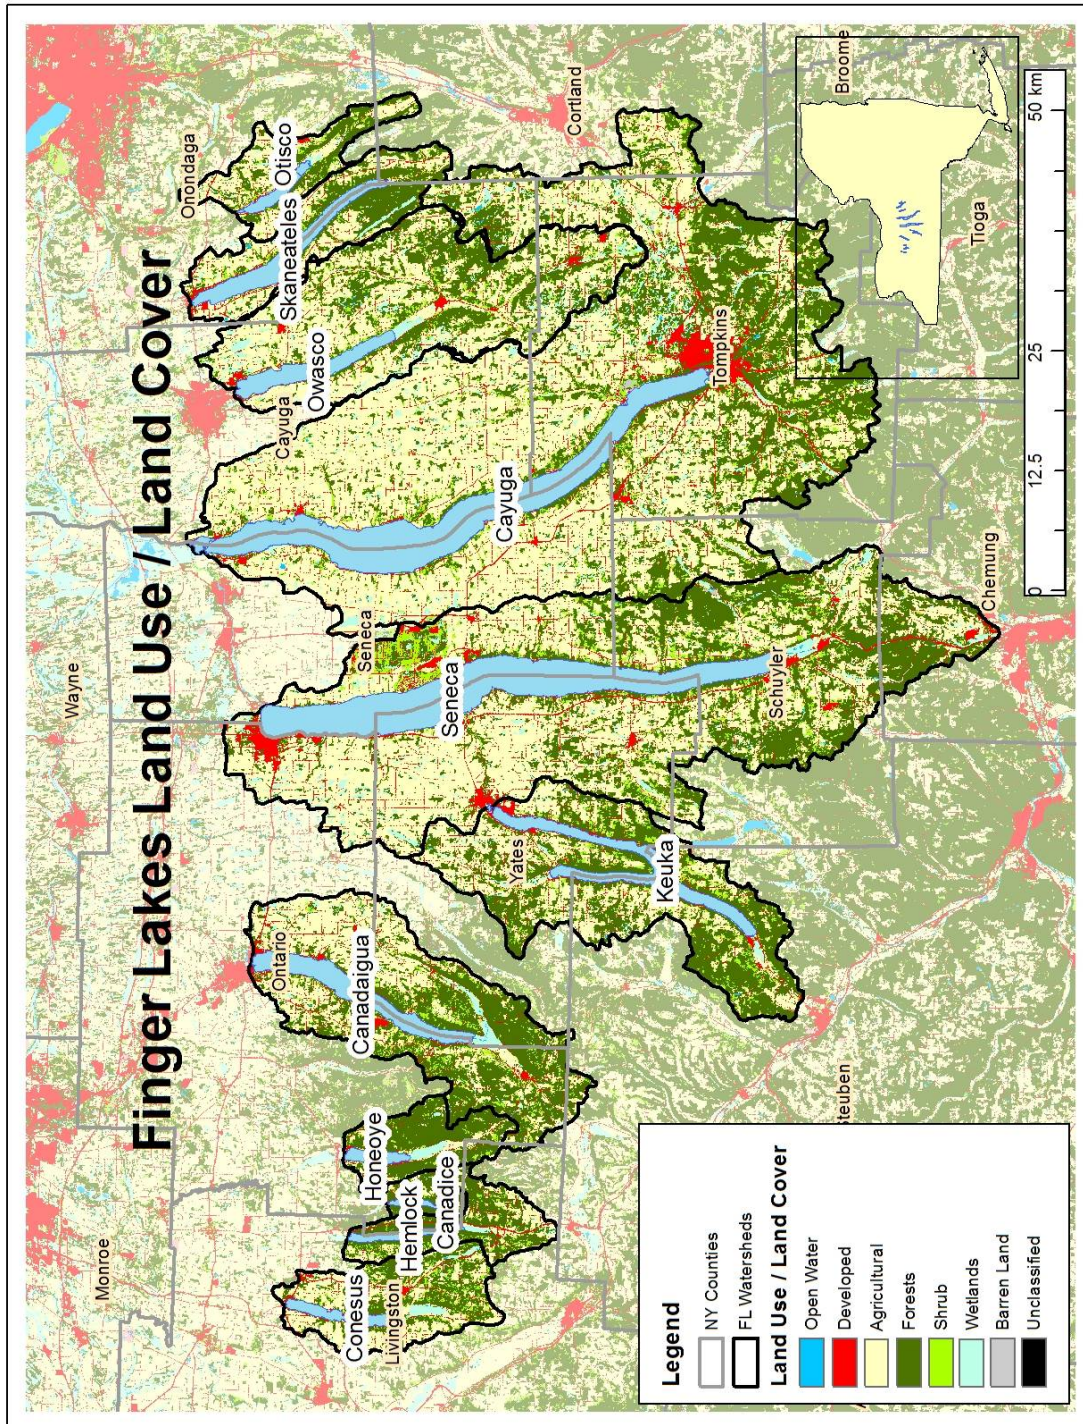 Finger Lakes Land Use / Land Cover
Monroe
Wayne
Onondaga
Otisco
Skaneateles
Owasco
Cayuga
Cayuga
Seneca
Seneca
Ontario
Canadaigua
Honeoye
Hemlock
Canadice
Conesus
Livingston
Yates
Keuka
Schuyler
Tompkins
Cortland
Broome
Tioga
Chemung
Steuben
Legend
NY Counties
FL Watersheds
Land Use / Land Cover
Open Water
Developed
Agricultural
Forests
Shrub
Wetlands
Barren Land
Unclassified
0 12.5 25 50 km